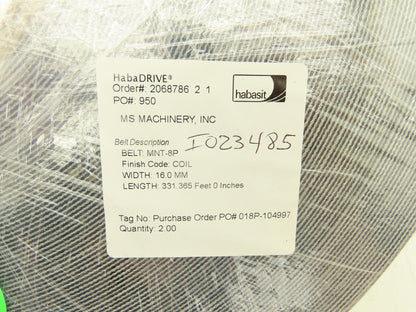 HabaDRIVE®
Order#: 2068786 2 1
PO#: 950
habasit
MS MACHINERY, INC
Belt Description
I023485
BELT: MNT-8P
Finish Code: COIL
WIDTH: 16.0 MM
LENGTH: 331.365 Feet 0 Inches
Tag No: Purchase Order PO# 018P-104997
Quantity: 2.00